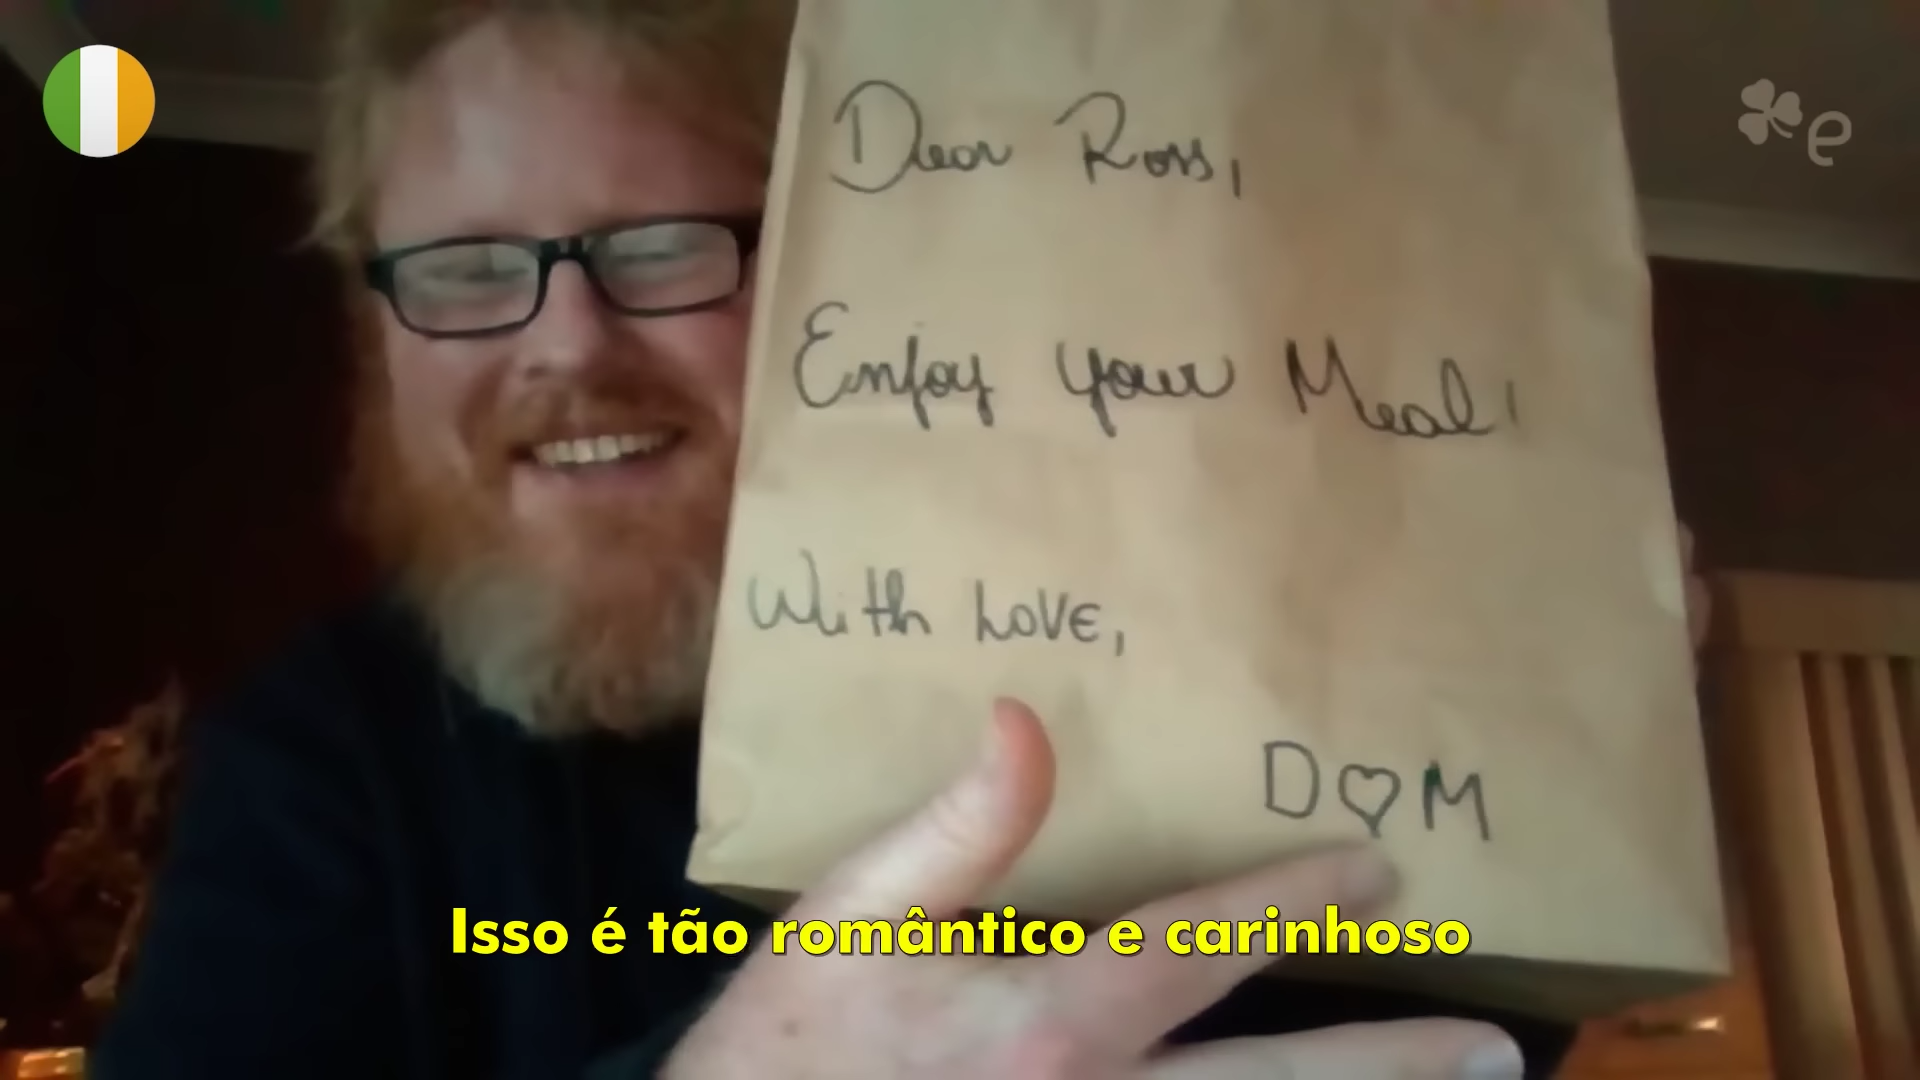 e
Dear Ross,
Enjoy your Meal!
With Love,
D♡M
Isso é tão romântico e carinhoso